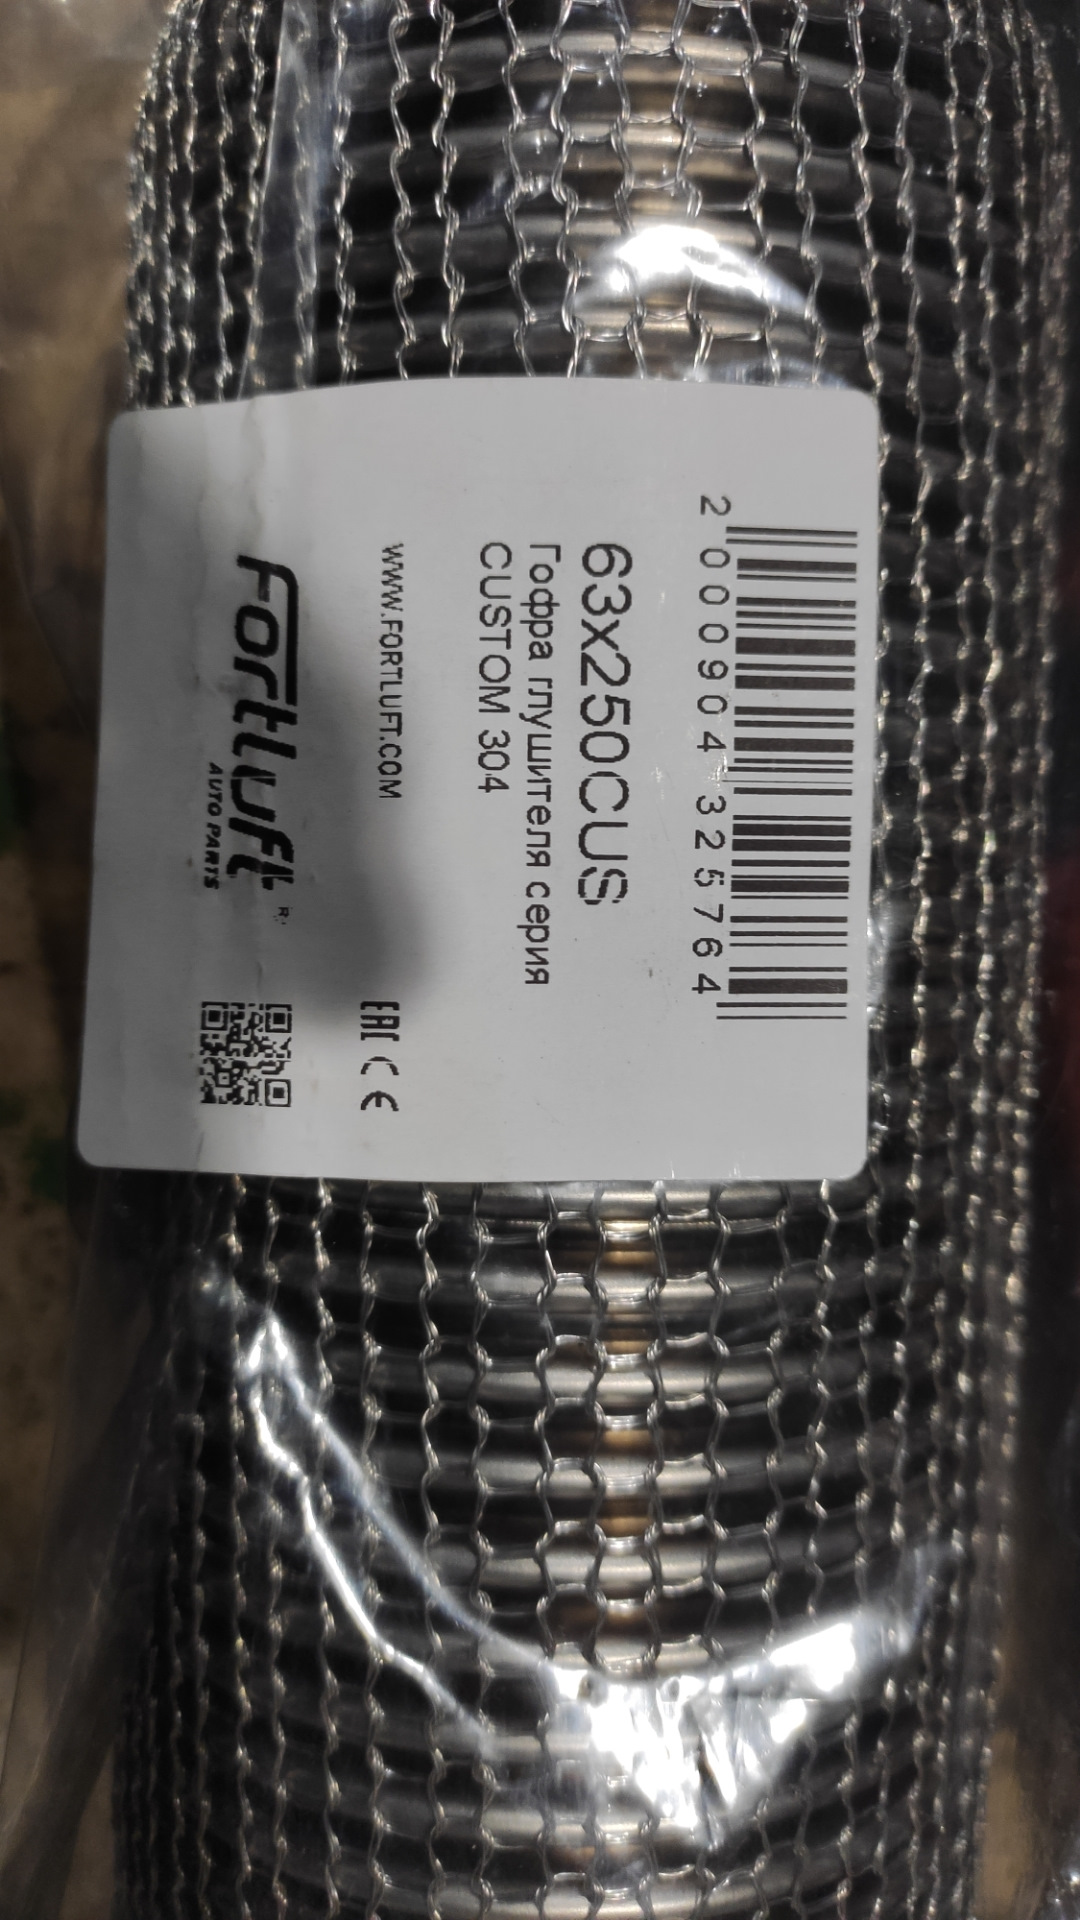 2 000904 325764
63x250CUS
Гофра глушителя серия
CUSTOM 304
WWW.FORTLUFT.COM
EAC CE
Fortluft®
AUTO PARTS